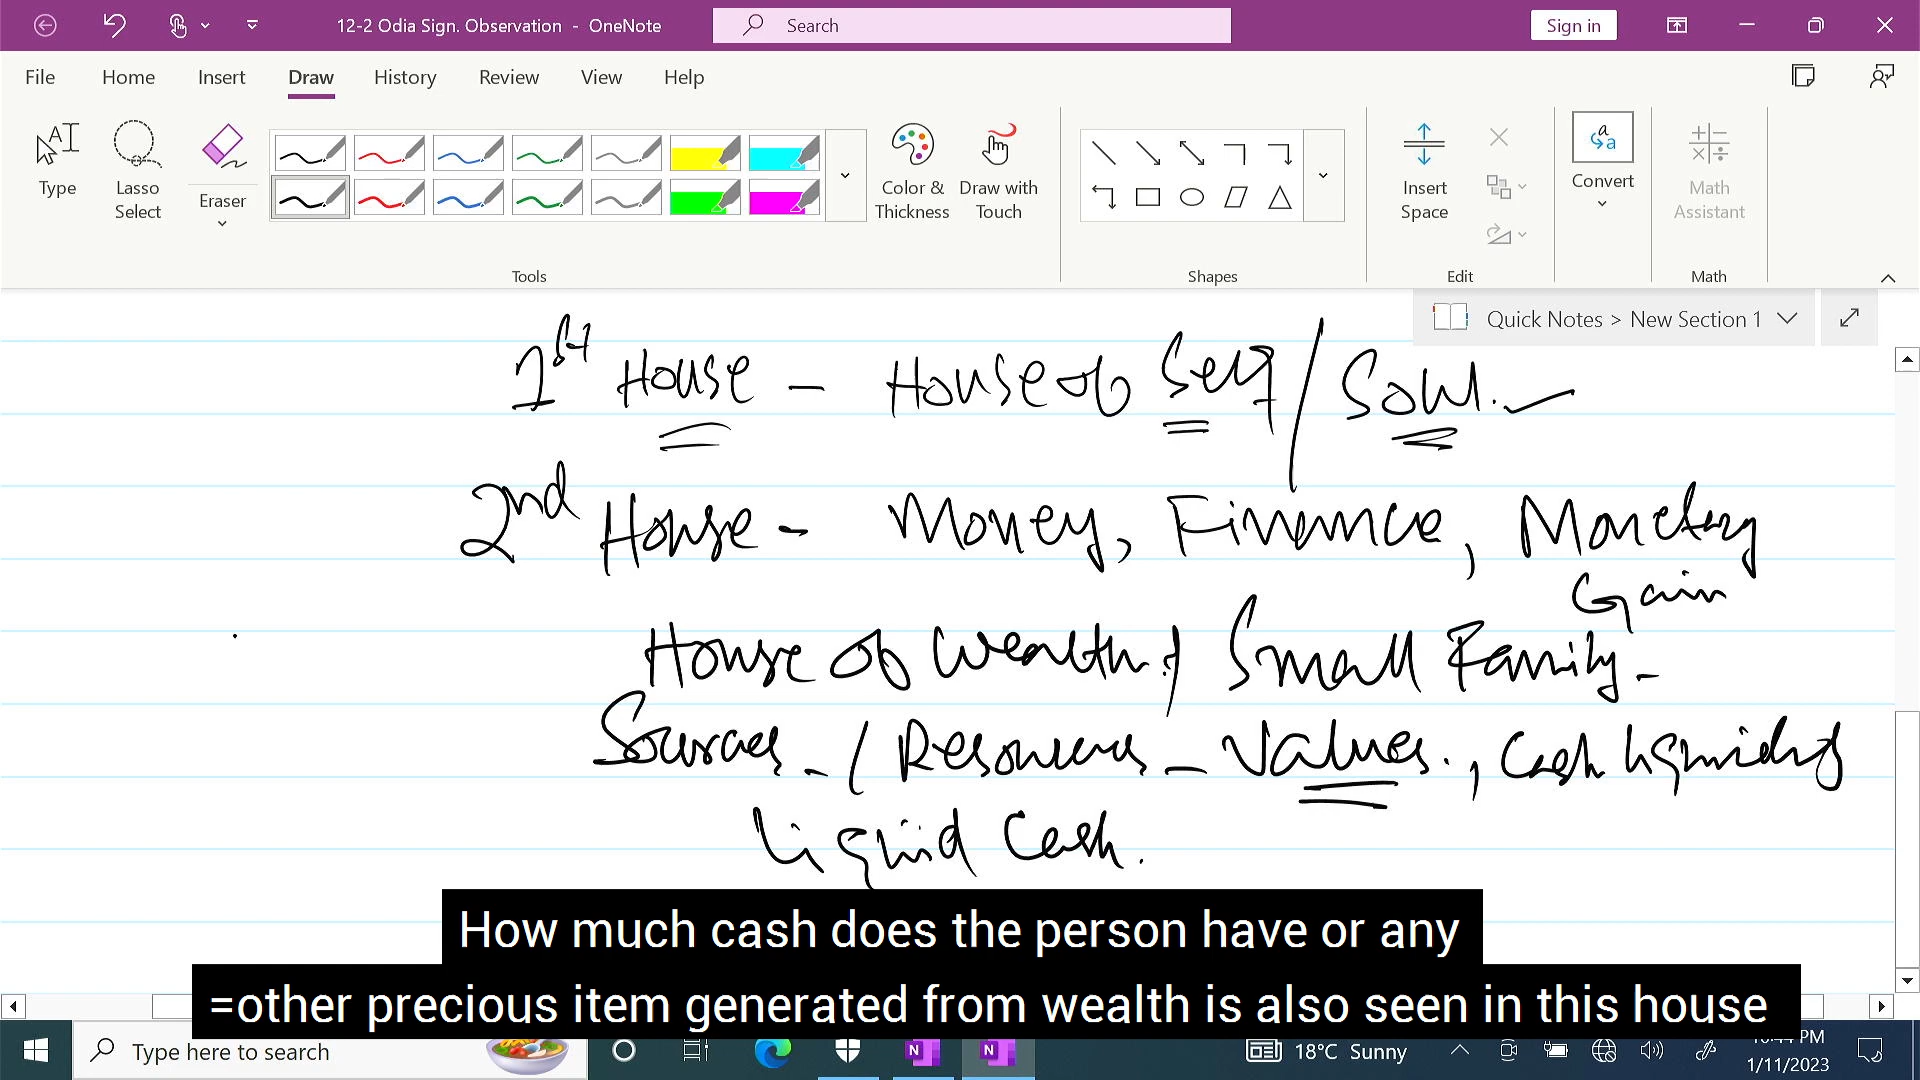 12-2 Odia Sign. Observation - OneNote
Search
Sign in
File Home Insert Draw History Review View Help
Type
Lasso Select
Eraser
Color & Thickness
Draw with Touch
Insert Space
Convert
Math Assistant
Tools
Shapes
Edit
Math
Quick Notes > New Section 1
1st House - House of Self / Soul.
2nd House - Money, Finance, Monetary
Gain
House of Wealth & Small Family -
Sources - / Resources - Values., Cash liquidity
Liquid Cash.
How much cash does the person have or any
=other precious item generated from wealth is also seen in this house
Type here to search
18°C Sunny
10:44 PM
1/11/2023